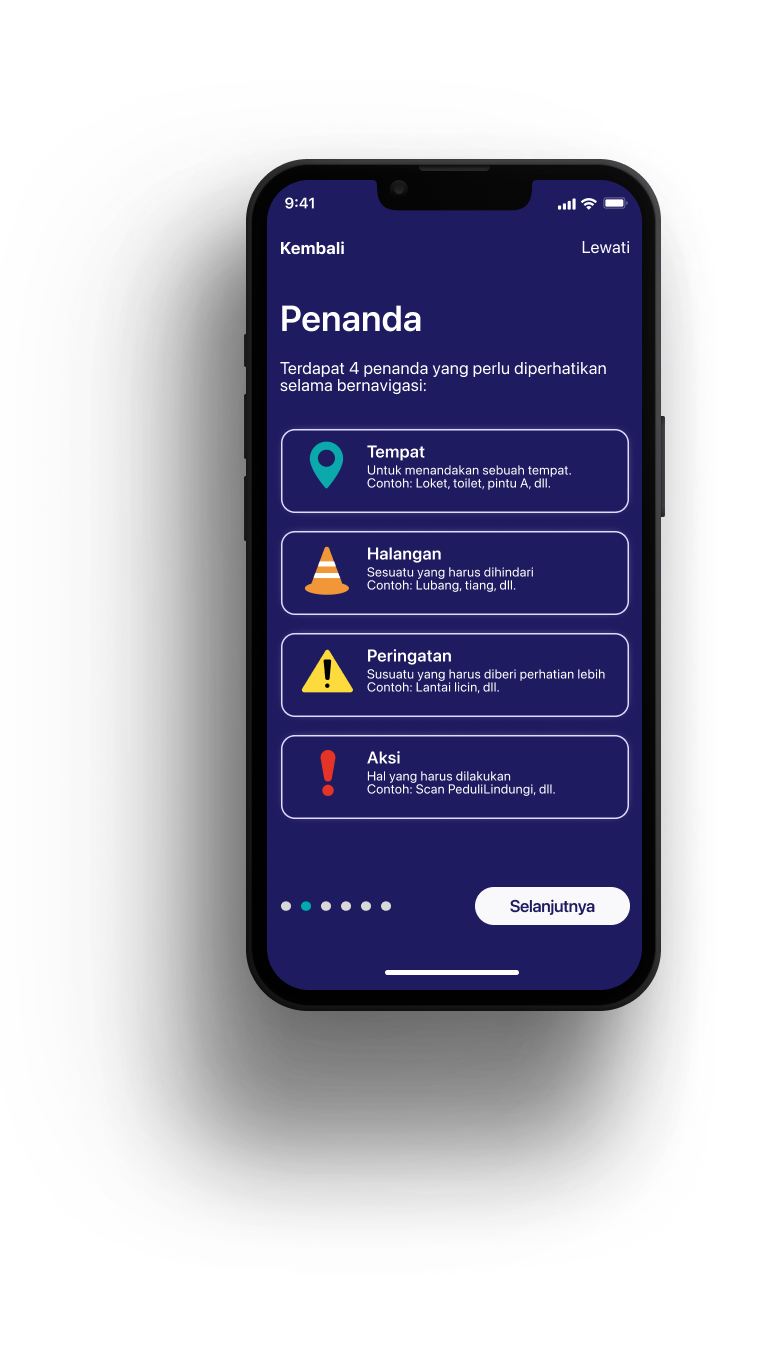 9:41
Kembali
Lewati
Penanda
Terdapat 4 penanda yang perlu diperhatikan
selama bernavigasi:
Tempat
Untuk menandakan sebuah tempat.
Contoh: Loket, toilet, pintu A, dll.
Halangan
Sesuatu yang harus dihindari
Contoh: Lubang, tiang, dll.
Peringatan
Susuatu yang harus diberi perhatian lebih
Contoh: Lantai licin, dll.
Aksi
Hal yang harus dilakukan
Contoh: Scan PeduliLindungi, dll.
Selanjutnya